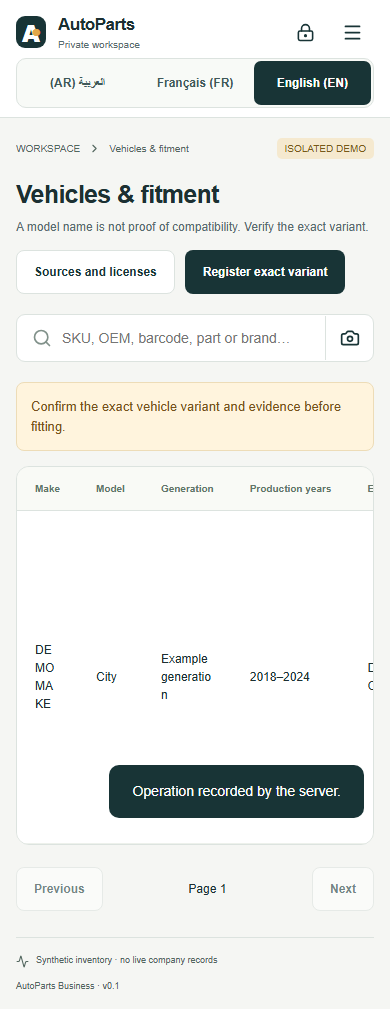 A
AutoParts
Private workspace
العربية (AR)
Français (FR)
English (EN)
WORKSPACE > Vehicles & fitment
ISOLATED DEMO
Vehicles & fitment
A model name is not proof of compatibility. Verify the exact variant.
Sources and licenses
Register exact variant
SKU, OEM, barcode, part or brand...
Confirm the exact vehicle variant and evidence before
fitting.
Make Model Generation Production years
DE
MO
MA
KE
City
Example
generatio
n
2018–2024
Operation recorded by the server.
Previous
Page 1
Next
Synthetic inventory · no live company records
AutoParts Business · v0.1